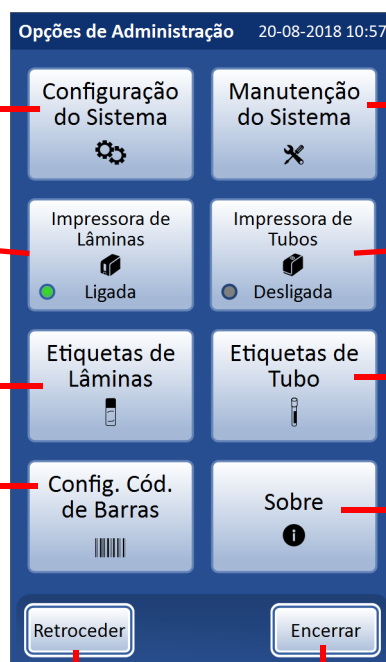 Opções de Administração 20-08-2018 10:57
Configuração
do Sistema
Manutenção
do Sistema
Impressora de
Lâminas
Ligada
Impressora de
Tubos
Desligada
Etiquetas de
Lâminas
Etiquetas de
Tubo
Config. Cód.
de Barras
Sobre
Retroceder
Encerrar